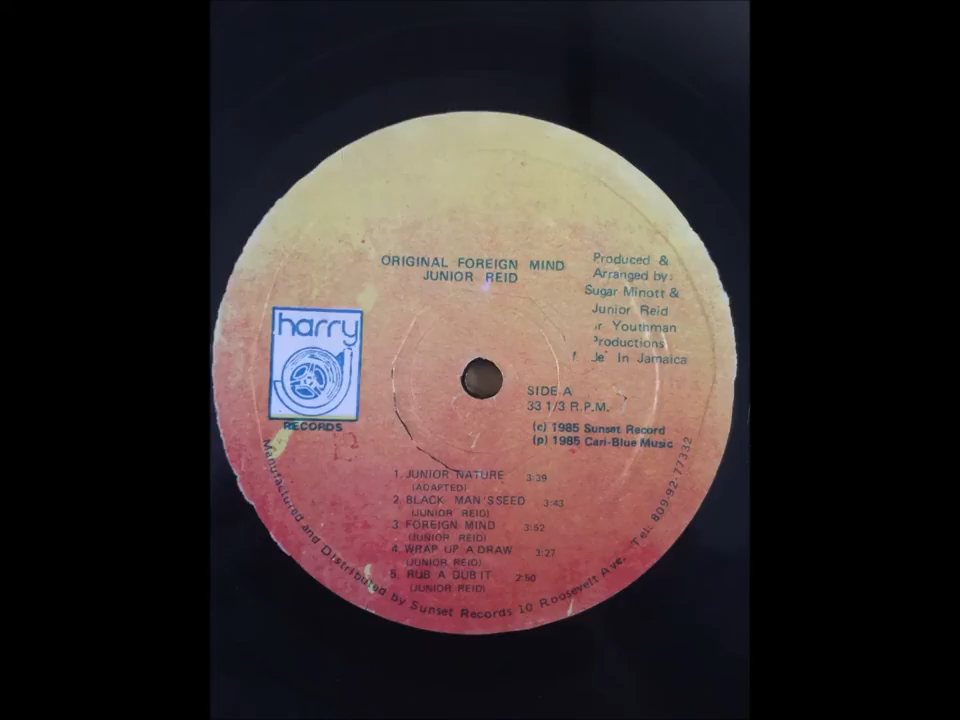 ORIGINAL FOREIGN MIND
JUNIOR REID
Produced &
Arranged by:
Sugar Minott &
Junior Reid
Youthman
Productions
In Jamaica
harry
RECORDS
SIDE A
33 1/3 R.P.M.
(c) 1985 Sunset Record
(p) 1985 Cari-Blue Music
1. JUNIOR NATURE 3:39
(ADAPTED)
2. BLACK MAN'S SEED 3:43
(JUNIOR REID)
3. FOREIGN MIND 3:52
(JUNIOR REID)
4. WRAP UP A DRAW 3:27
(JUNIOR REID)
5. RUB A DUB IT 2:50
(JUNIOR REID)
Manufactured and Distributed by Sunset Records 10 Roosevelt Ave. Tel: 809-92-77332